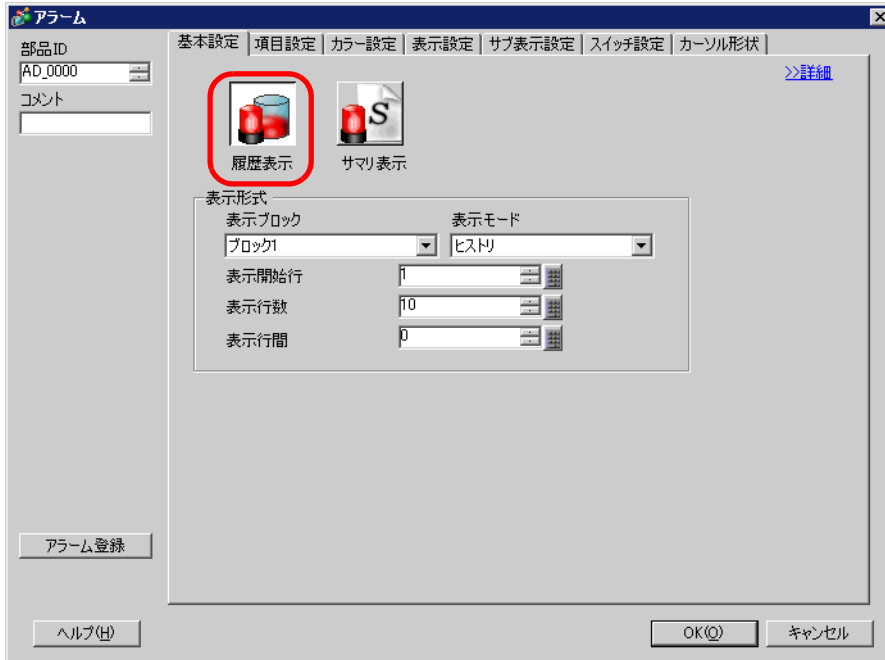 アラーム
部品ID
AD_0000
コメント
基本設定 項目設定 カラー設定 表示設定 サブ表示設定 スイッチ設定 カーソル形状
>>詳細
S
履歴表示 サマリ表示
表示形式
表示ブロック 表示モード
ブロック1 ヒストリ
表示開始行 1
表示行数 10
表示行間 0
アラーム登録
ヘルプ(H) OK(O) キャンセル